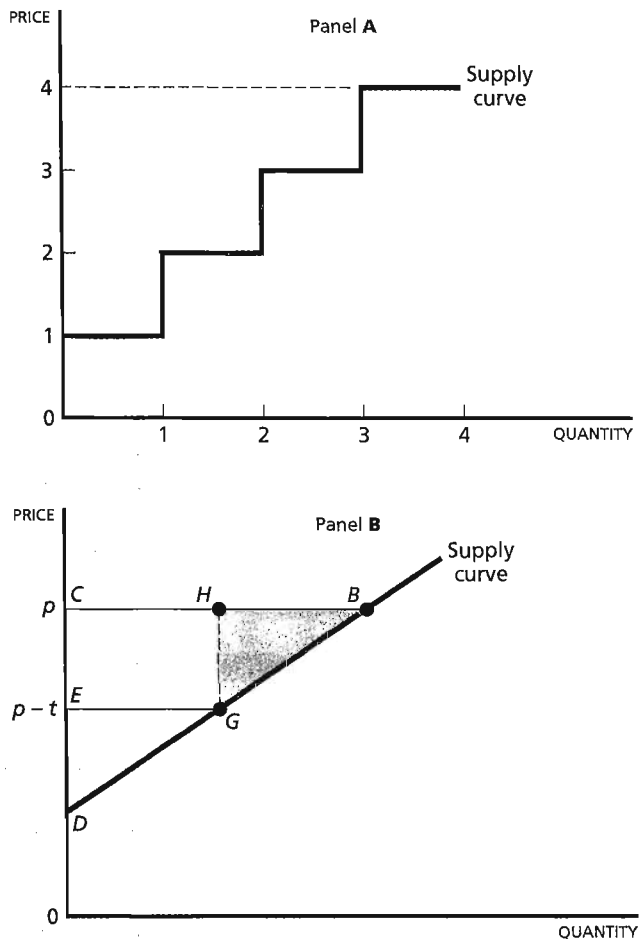 PRICE
Panel A
4
Supply
curve
3
2
1
0
1 2 3 4 QUANTITY
PRICE
Panel B
Supply
curve
C H B
p
E
p – t
G
D
0
QUANTITY